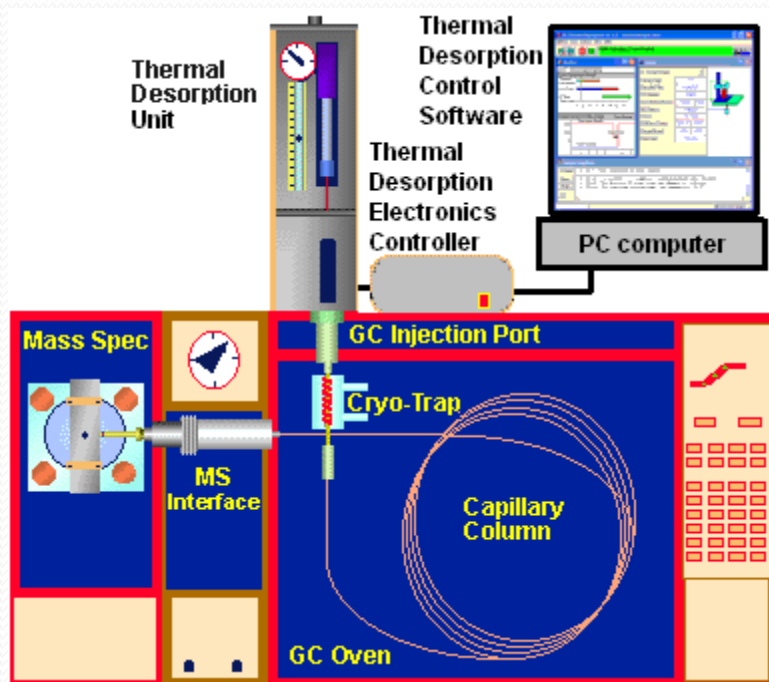 Thermal
Desorption
Unit
Thermal
Desorption
Control
Software
Thermal
Desorption
Electronics
Controller
PC computer
Mass Spec
GC Injection Port
Cryo-Trap
MS
Interface
Capillary
Column
GC Oven